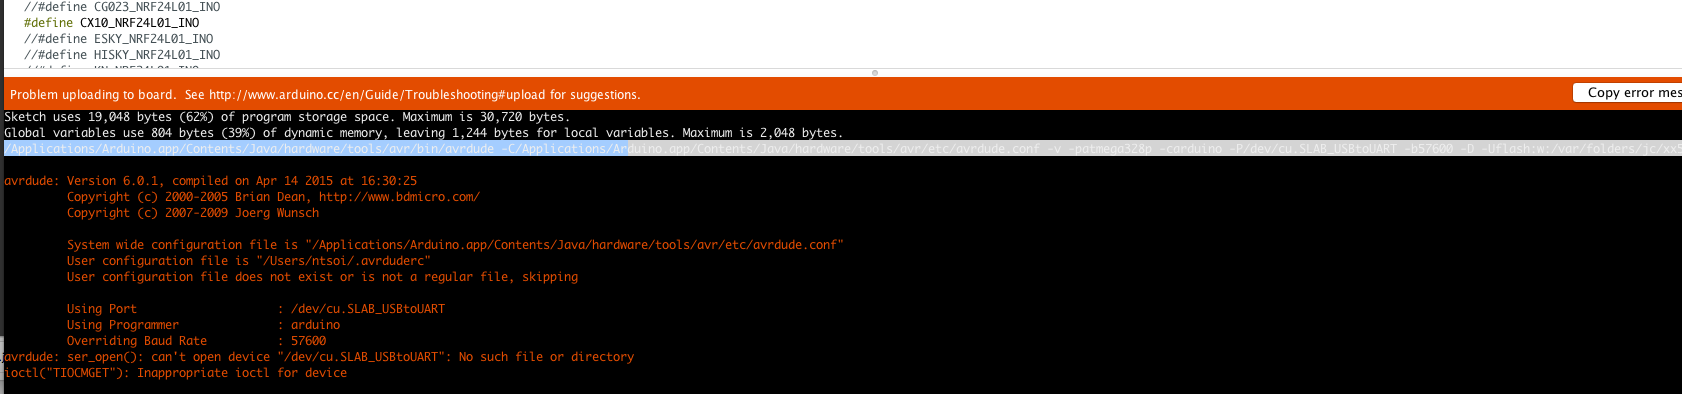 //#define CG023_NRF24L01_INO
#define CX10_NRF24L01_INO
//#define ESKY_NRF24L01_INO
//#define HISKY_NRF24L01_INO
//#define KN_NRF24L01_INO
Problem uploading to board.  See http://www.arduino.cc/en/Guide/Troubleshooting#upload for suggestions.
Copy error mes
Sketch uses 19,048 bytes (62%) of program storage space. Maximum is 30,720 bytes.
Global variables use 804 bytes (39%) of dynamic memory, leaving 1,244 bytes for local variables. Maximum is 2,048 bytes.
/Applications/Arduino.app/Contents/Java/hardware/tools/avr/bin/avrdude -C/Applications/Arduino.app/Contents/Java/hardware/tools/avr/etc/avrdude.conf -v -patmega328p -carduino -P/dev/cu.SLAB_USBtoUART -b57600 -D -Uflash:w:/var/folders/jc/xx5
avrdude: Version 6.0.1, compiled on Apr 14 2015 at 16:30:25
Copyright (c) 2000-2005 Brian Dean, http://www.bdmicro.com/
Copyright (c) 2007-2009 Joerg Wunsch
System wide configuration file is "/Applications/Arduino.app/Contents/Java/hardware/tools/avr/etc/avrdude.conf"
User configuration file is "/Users/ntsoi/.avrduderc"
User configuration file does not exist or is not a regular file, skipping
Using Port                    : /dev/cu.SLAB_USBtoUART
Using Programmer              : arduino
Overriding Baud Rate          : 57600
avrdude: ser_open(): can't open device "/dev/cu.SLAB_USBtoUART": No such file or directory
ioctl("TIOCMGET"): Inappropriate ioctl for device